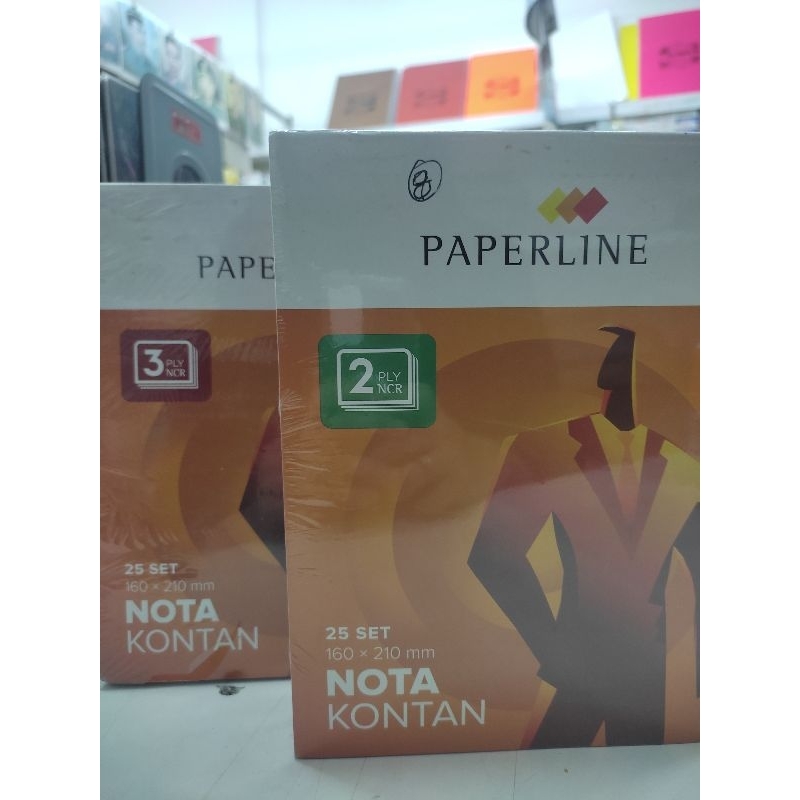 8
PAPERLINE
2 PLY
NCR
25 SET
160 × 210 mm
NOTA
KONTAN
PAPE
3 PLY
NCR
25 SET
160 × 210 mm
NOTA
KONTAN